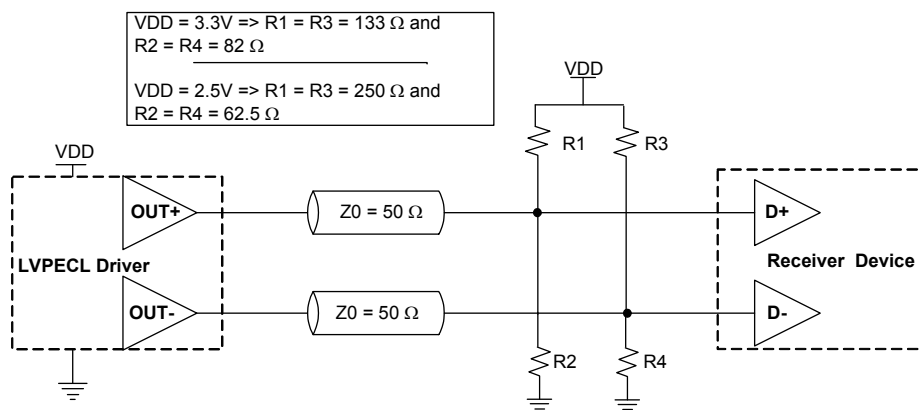 VDD = 3.3V => R1 = R3 = 133 Ω and
R2 = R4 = 82 Ω
VDD = 2.5V => R1 = R3 = 250 Ω and
R2 = R4 = 62.5 Ω
VDD
R1
R3
VDD
OUT+
Z0 = 50 Ω
D+
LVPECL Driver
Receiver Device
OUT-
Z0 = 50 Ω
D-
R2
R4